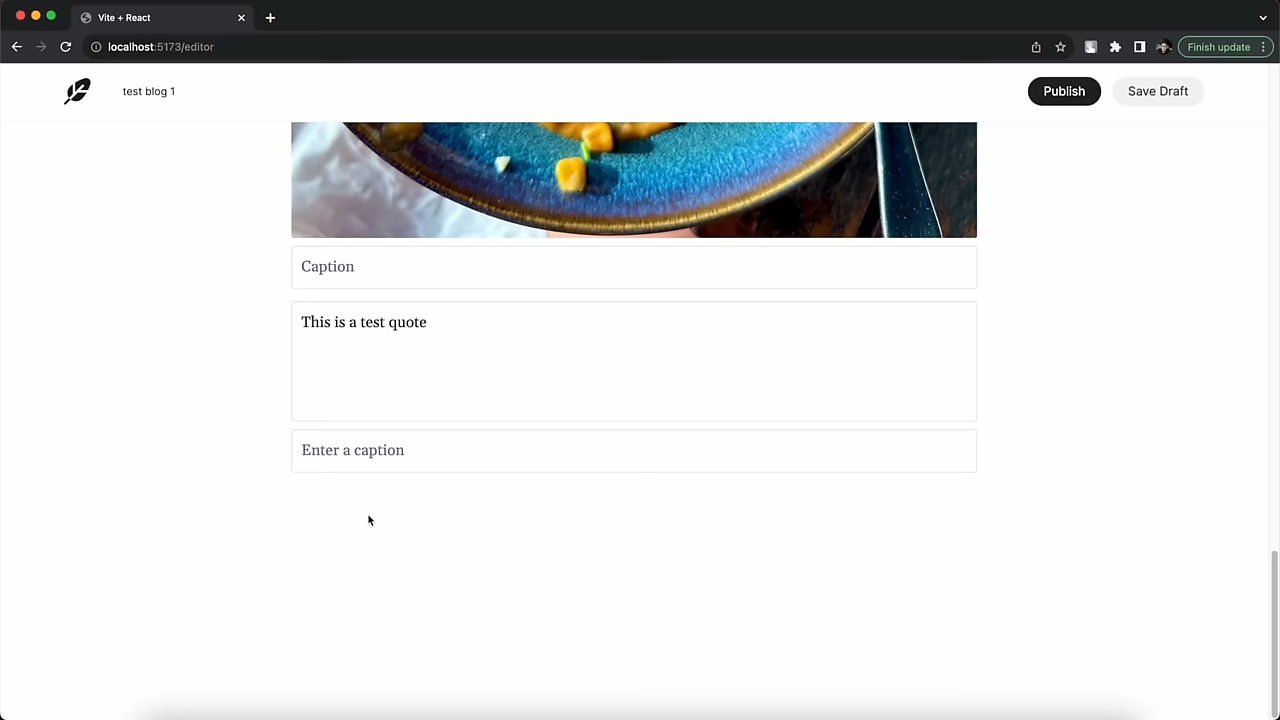 Vite + React
localhost:5173/editor
Finish update
test blog 1
Publish
Save Draft
Caption
This is a test quote
Enter a caption